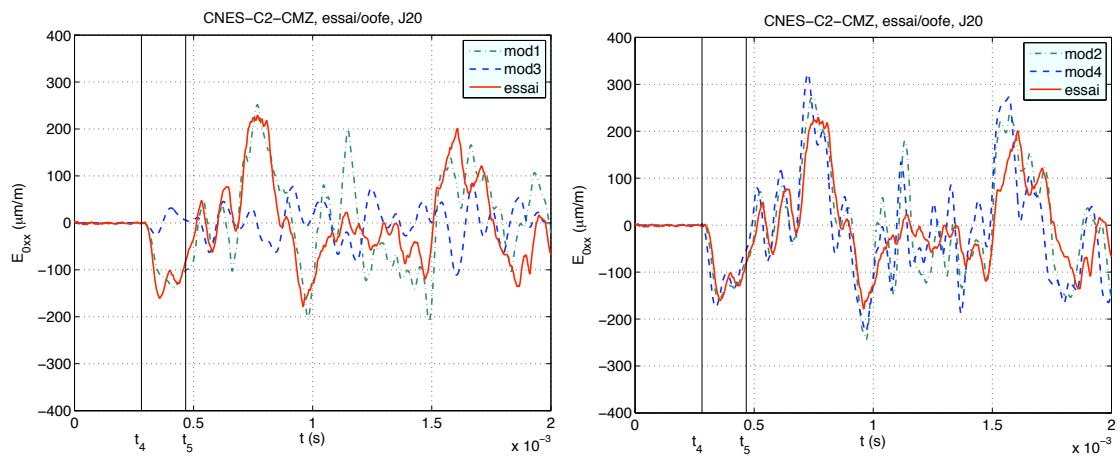 CNES-C2-CMZ, essai/oofe, J20
400
300
200
100
0
−100
−200
−300
−400
E0xx (μm/m)
mod1
mod3
essai
0
0.5
1
1.5
2
t4
t5
t (s)
x 10−3
CNES-C2-CMZ, essai/oofe, J20
400
300
200
100
0
−100
−200
−300
−400
E0xx (μm/m)
mod2
mod4
essai
0
0.5
1
1.5
2
t4
t5
t (s)
x 10−3